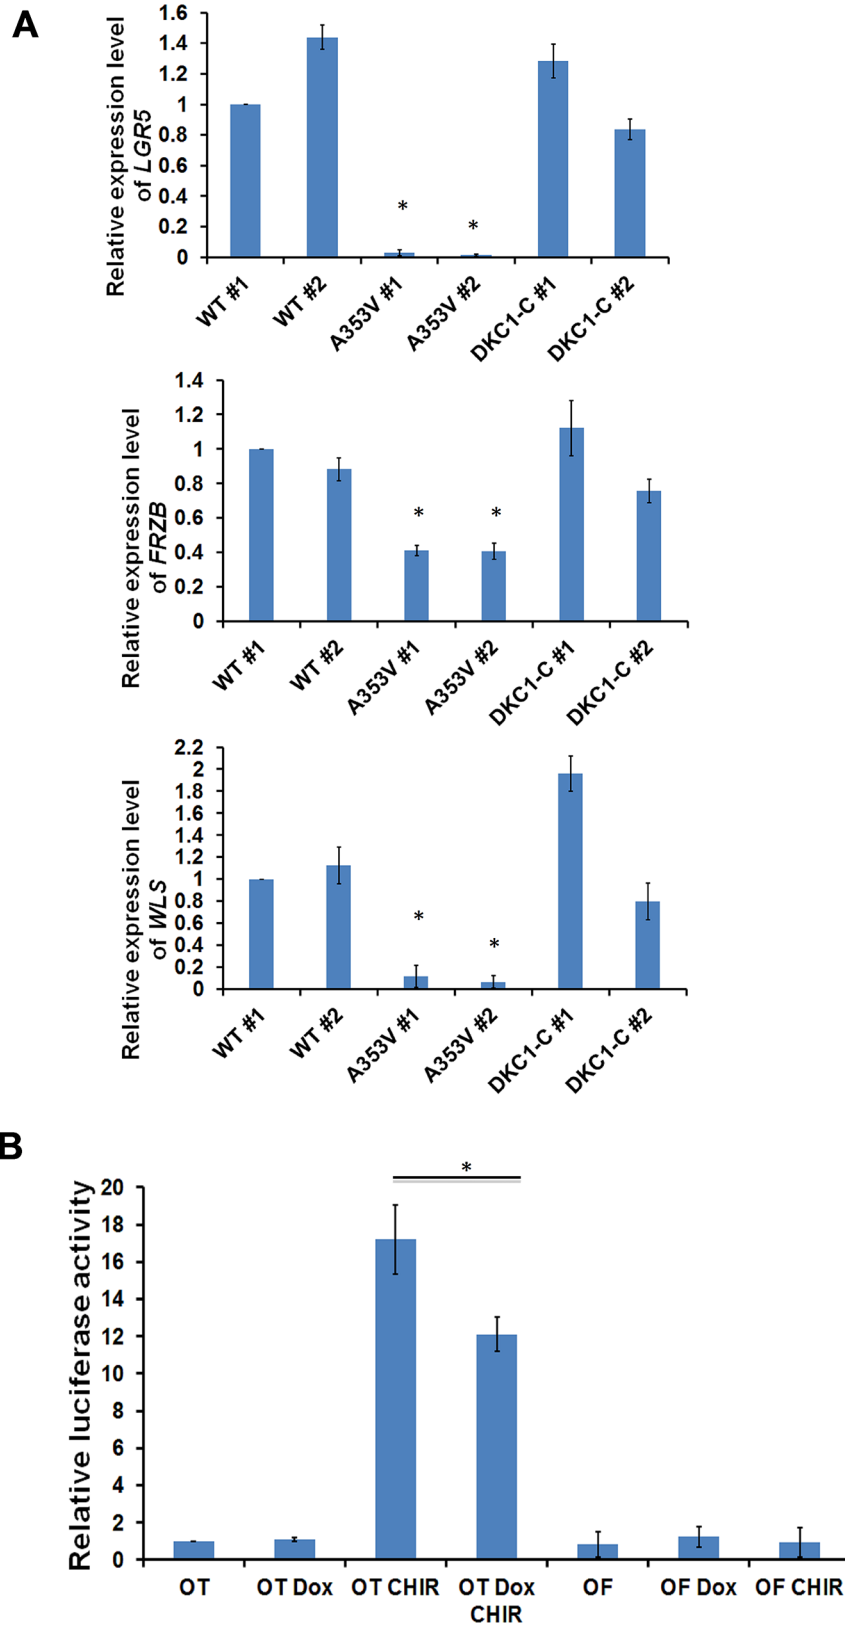 A
Relative expression level
of LGR5
1.6
1.4
1.2
1
0.8
0.6
0.4
0.2
0
*
*
WT #1
WT #2
A353V #1
A353V #2
DKC1-C #1
DKC1-C #2
Relative expression level
of FRZB
1.4
1.2
1
0.8
0.6
0.4
0.2
0
*
*
WT #1
WT #2
A353V #1
A353V #2
DKC1-C #1
DKC1-C #2
Relative expression level
of WLS
2.2
2
1.8
1.6
1.4
1.2
1
0.8
0.6
0.4
0.2
0
*
*
WT #1
WT #2
A353V #1
A353V #2
DKC1-C #1
DKC1-C #2
B
Relative luciferase activity
20
18
16
14
12
10
8
6
4
2
0
*
OT
OT Dox
OT CHIR
OT Dox
CHIR
OF
OF Dox
OF CHIR